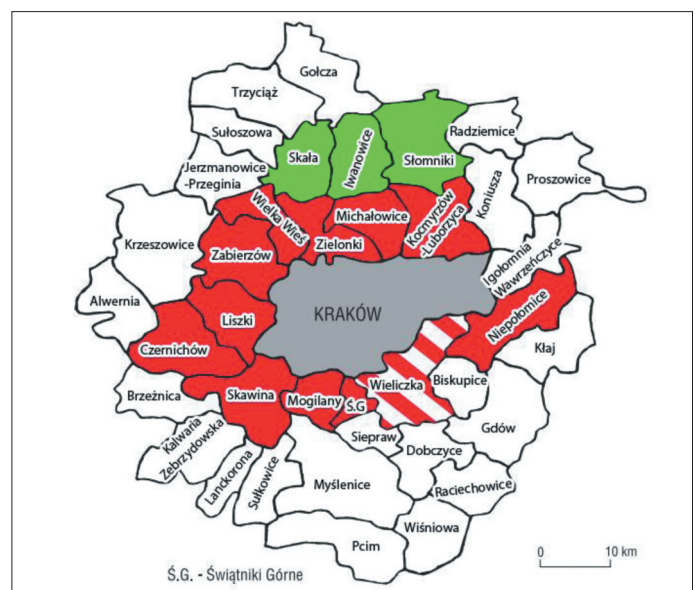 Gołcza
Trzyciąż
Sułoszowa
Skała
Iwanowice
Słomniki
Radziemice
Jerzmanowice
-Przeginia
Proszowice
Koniusza
Wielka Wieś
Michałowice
Kocmyrzów
-Luborzyca
Krzeszowice
Zielonki
Zabierzów
Igołomnia
Wawrzeńczyce
Alwernia
Liszki
KRAKÓW
Niepołomice
Czernichów
Kłaj
Wieliczka
Biskupice
Brzeźnica
Skawina
Mogilany
Ś.G
Siepraw
Gdów
Kalwaria
Zebrzydowska
Lanckorona
Sułkowice
Dobczyce
Myślenice
Raciechowice
Wiśniowa
Pcim
0 10 km
Ś.G. - Świątniki Górne